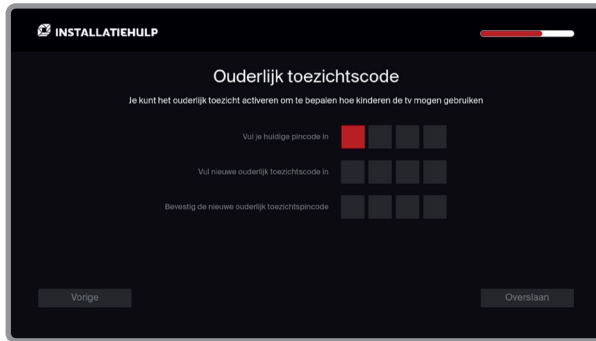 INSTALLATIEHULP
Ouderlijk toezichtscode
Je kunt het ouderlijk toezicht activeren om te bepalen hoe kinderen de tv mogen gebruiken
Vul je huidige pincode in
Vul nieuwe ouderlijk toezichtscode in
Bevestig de nieuwe ouderlijk toezichtspincode
Vorige
Overslaan